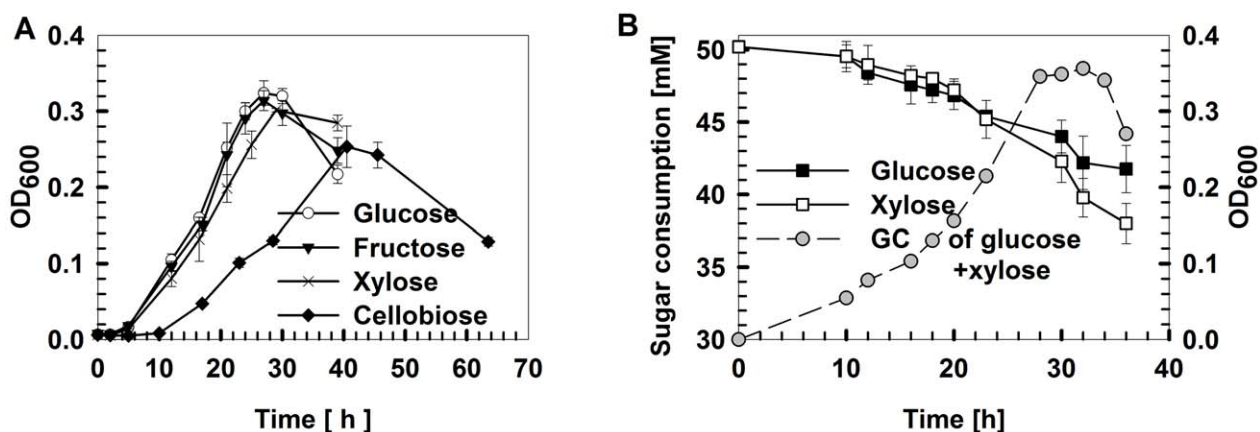 A
0.4
0.3
0.2
0.1
0.0
OD600
Glucose
Fructose
Xylose
Cellobiose
0 10 20 30 40 50 60 70
Time [ h ]
B
50
45
40
35
30
Sugar consumption [mM]
Glucose
Xylose
GC of glucose
+xylose
0.4
0.3
0.2
0.1
0.0
OD600
0 10 20 30 40
Time [h]